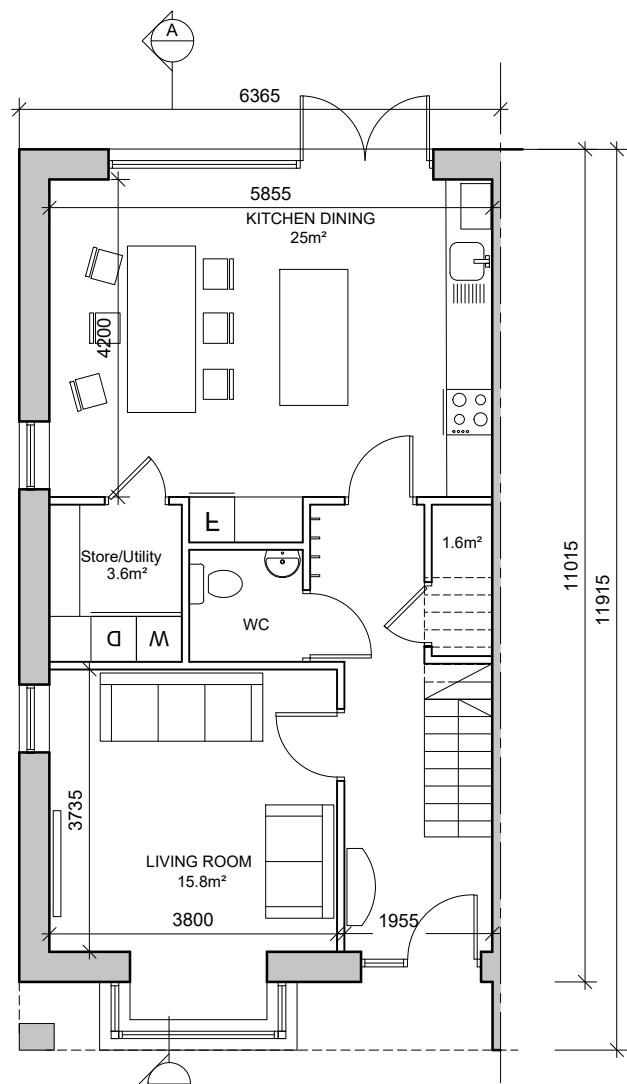 A
6365
5855
KITCHEN DINING
25m²
4200
F
Store/Utility
3.6m²
1.6m²
D W
WC
11015
11915
3735
LIVING ROOM
15.8m²
3800
1955